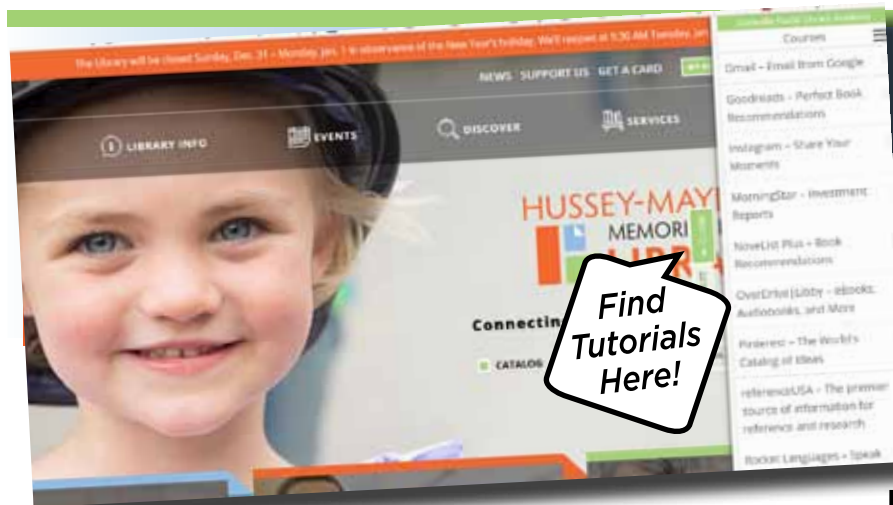 The Library will be closed Sunday, Dec. 31 – Monday, Jan. 1 in observance of the New Year's holiday. We'll reopen at 9:30 AM Tuesday, Jan
NEWS SUPPORT US GET A CARD
LIBRARY INFO EVENTS DISCOVER SERVICES
HUSSEY-MAY
MEMORI
LIBR
Connectin
CATALOG
Find
Tutorials
Here!
Courses
Gmail – Email from Google
Goodreads – Perfect Book
Recommendations
Instagram – Share Your
Moments
MorningStar – Investment
Reports
NoveList Plus – Book
Recommendations
OverDrive|Libby – eBooks,
Audiobooks, and More
Pinterest – The World's
Catalog of Ideas
referenceUSA – The premier
source of information for
reference and research
Rocket Languages – Speak